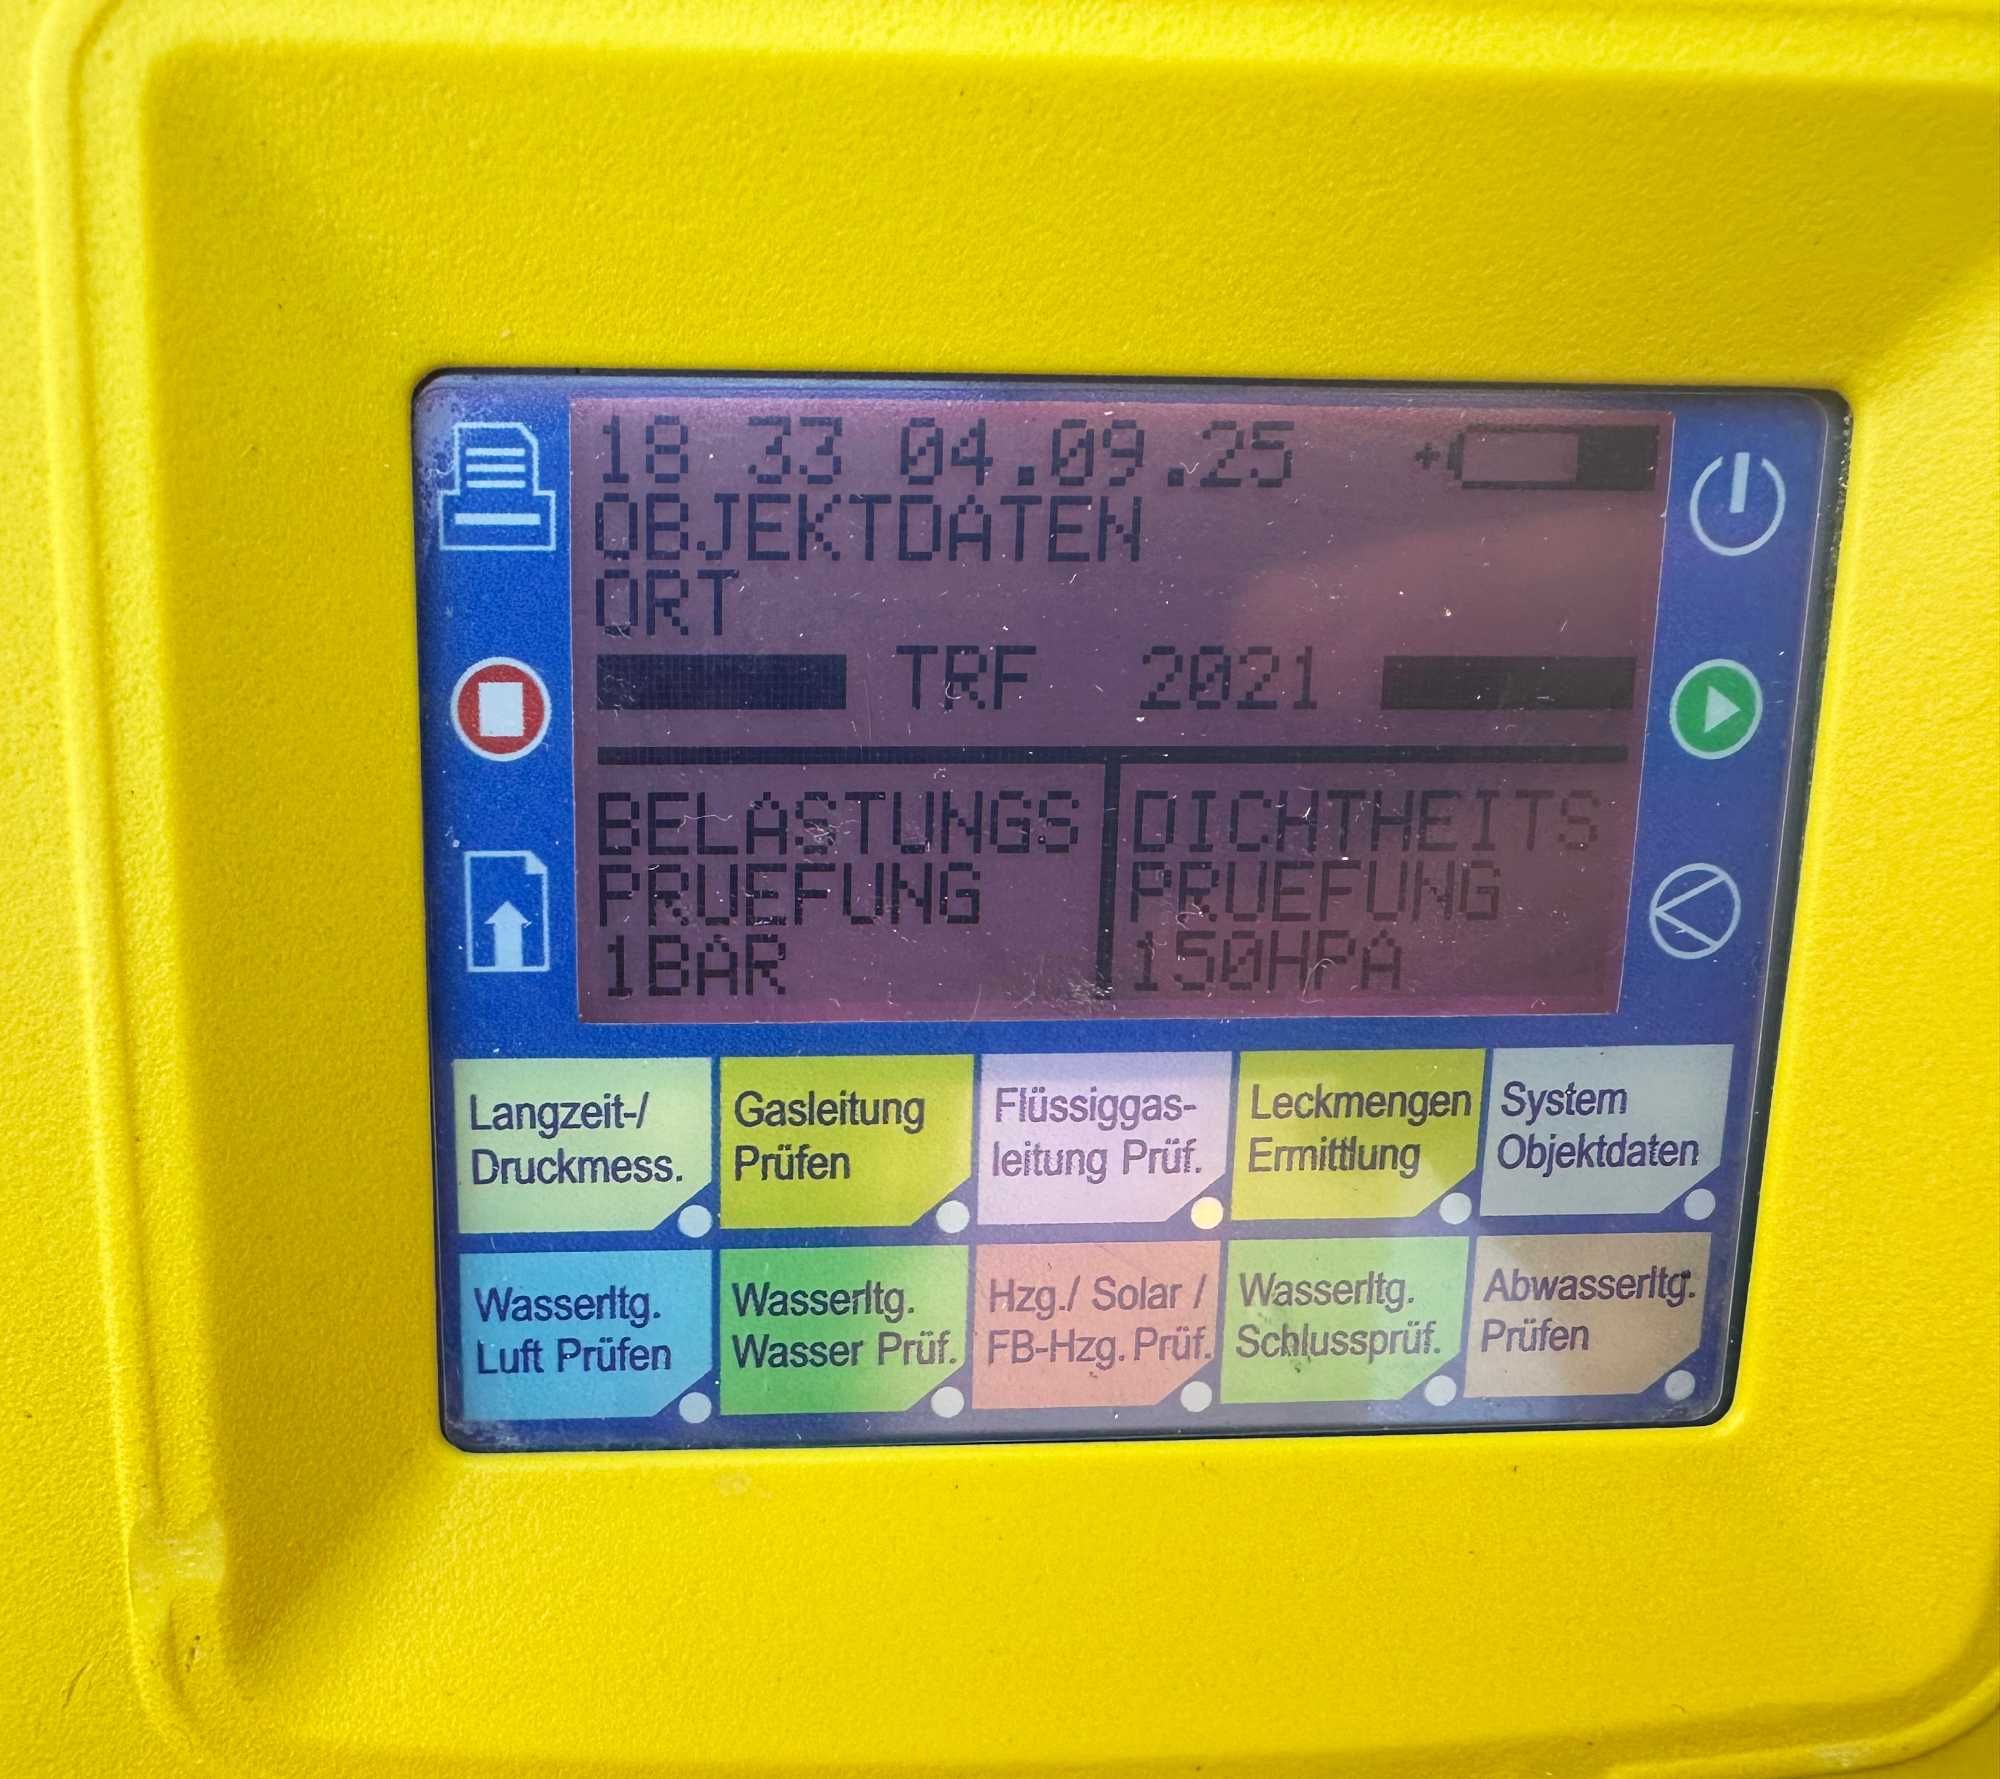 18 33 04.09.25
OBJEKTDATEN
ORT
TRF 2021
BELASTUNGS
PRUEFUNG
1BAR
DICHTHEITS
PRUEFUNG
150HPA
Langzeit-/
Druckmess.
Gasleitung
Prüfen
Flüssiggas-
leitung Prüf.
Leckmengen
Ermittlung
System
Objektdaten
Wasserltg.
Luft Prüfen
Wasserltg.
Wasser Prüf.
Hzg./ Solar /
FB-Hzg. Prüf.
Wasserltg.
Schlussprüf.
Abwasserltg.
Prüfen